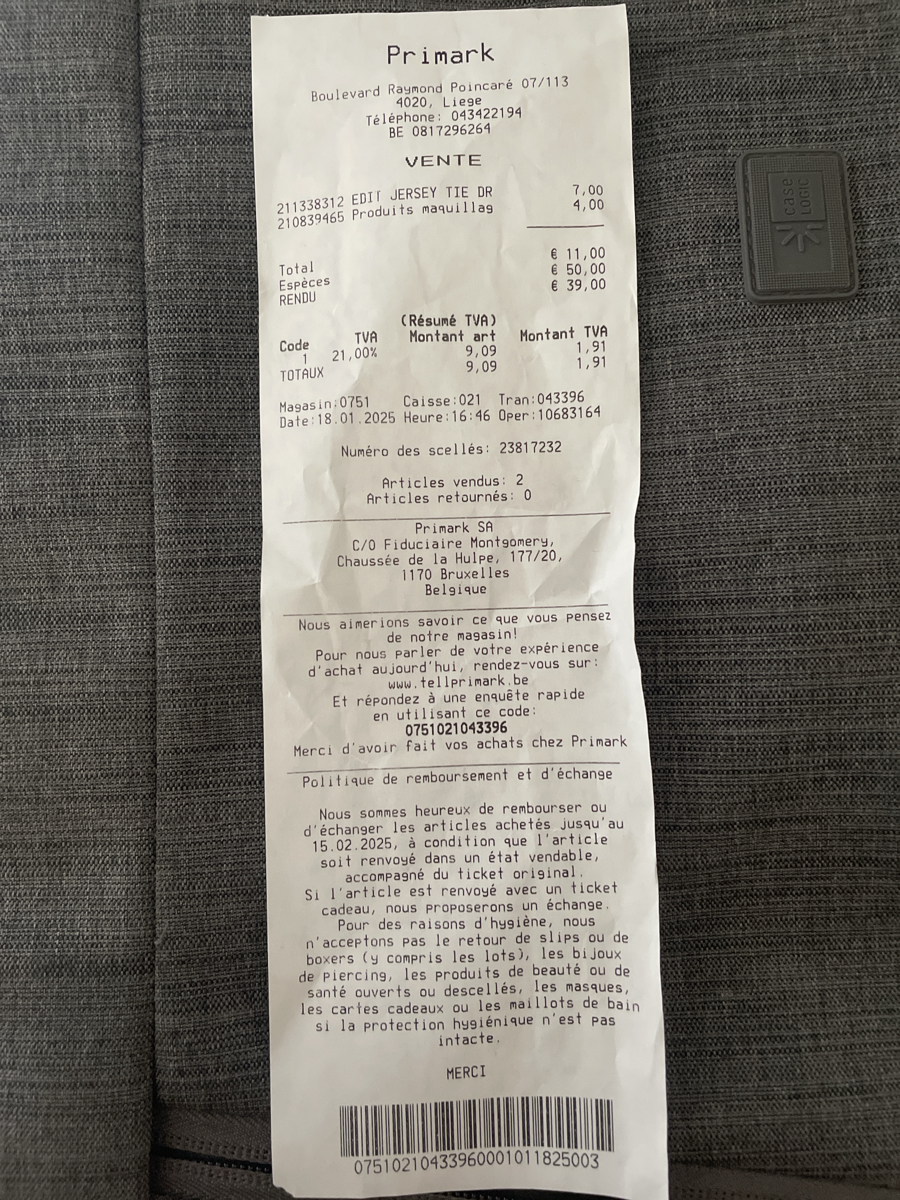 Primark
Boulevard Raymond Poincaré 07/113
4020, Liege
Téléphone: 043422194
BE 0817296264
VENTE
211338312 EDIT JERSEY TIE DR 7,00
210839465 Produits maquillag 4,00
Total € 11,00
Espèces € 50,00
RENDU € 39,00
(Résumé TVA)
Code TVA Montant art Montant TVA
1 21,00% 9,09 1,91
TOTAUX 9,09 1,91
Magasin:0751 Caisse:021 Tran:043396
Date:18.01.2025 Heure:16:46 Oper:10683164
Numéro des scellés: 23817232
Articles vendus: 2
Articles retournés: 0
Primark SA
C/O Fiduciaire Montgomery,
Chaussée de la Hulpe, 177/20,
1170 Bruxelles
Belgique
Nous aimerions savoir ce que vous pensez
de notre magasin!
Pour nous parler de votre expérience
d'achat aujourd'hui, rendez-vous sur:
www.tellprimark.be
Et répondez à une enquête rapide
en utilisant ce code:
0751021043396
Merci d'avoir fait vos achats chez Primark
Politique de remboursement et d'échange
Nous sommes heureux de rembourser ou
d'échanger les articles achetés jusqu'au
15.02.2025, à condition que l'article
soit renvoyé dans un état vendable,
accompagné du ticket original.
Si l'article est renvoyé avec un ticket
cadeau, nous proposerons un échange.
Pour des raisons d'hygiène, nous
n'acceptons pas le retour de slips ou de
boxers (y compris les lots), les bijoux
de piercing, les produits de beauté ou de
santé ouverts ou descellés, les masques,
les cartes cadeaux ou les maillots de bain
si la protection hygiénique n'est pas
intacte.
MERCI
07510210433960001011825003
case
LOGIC